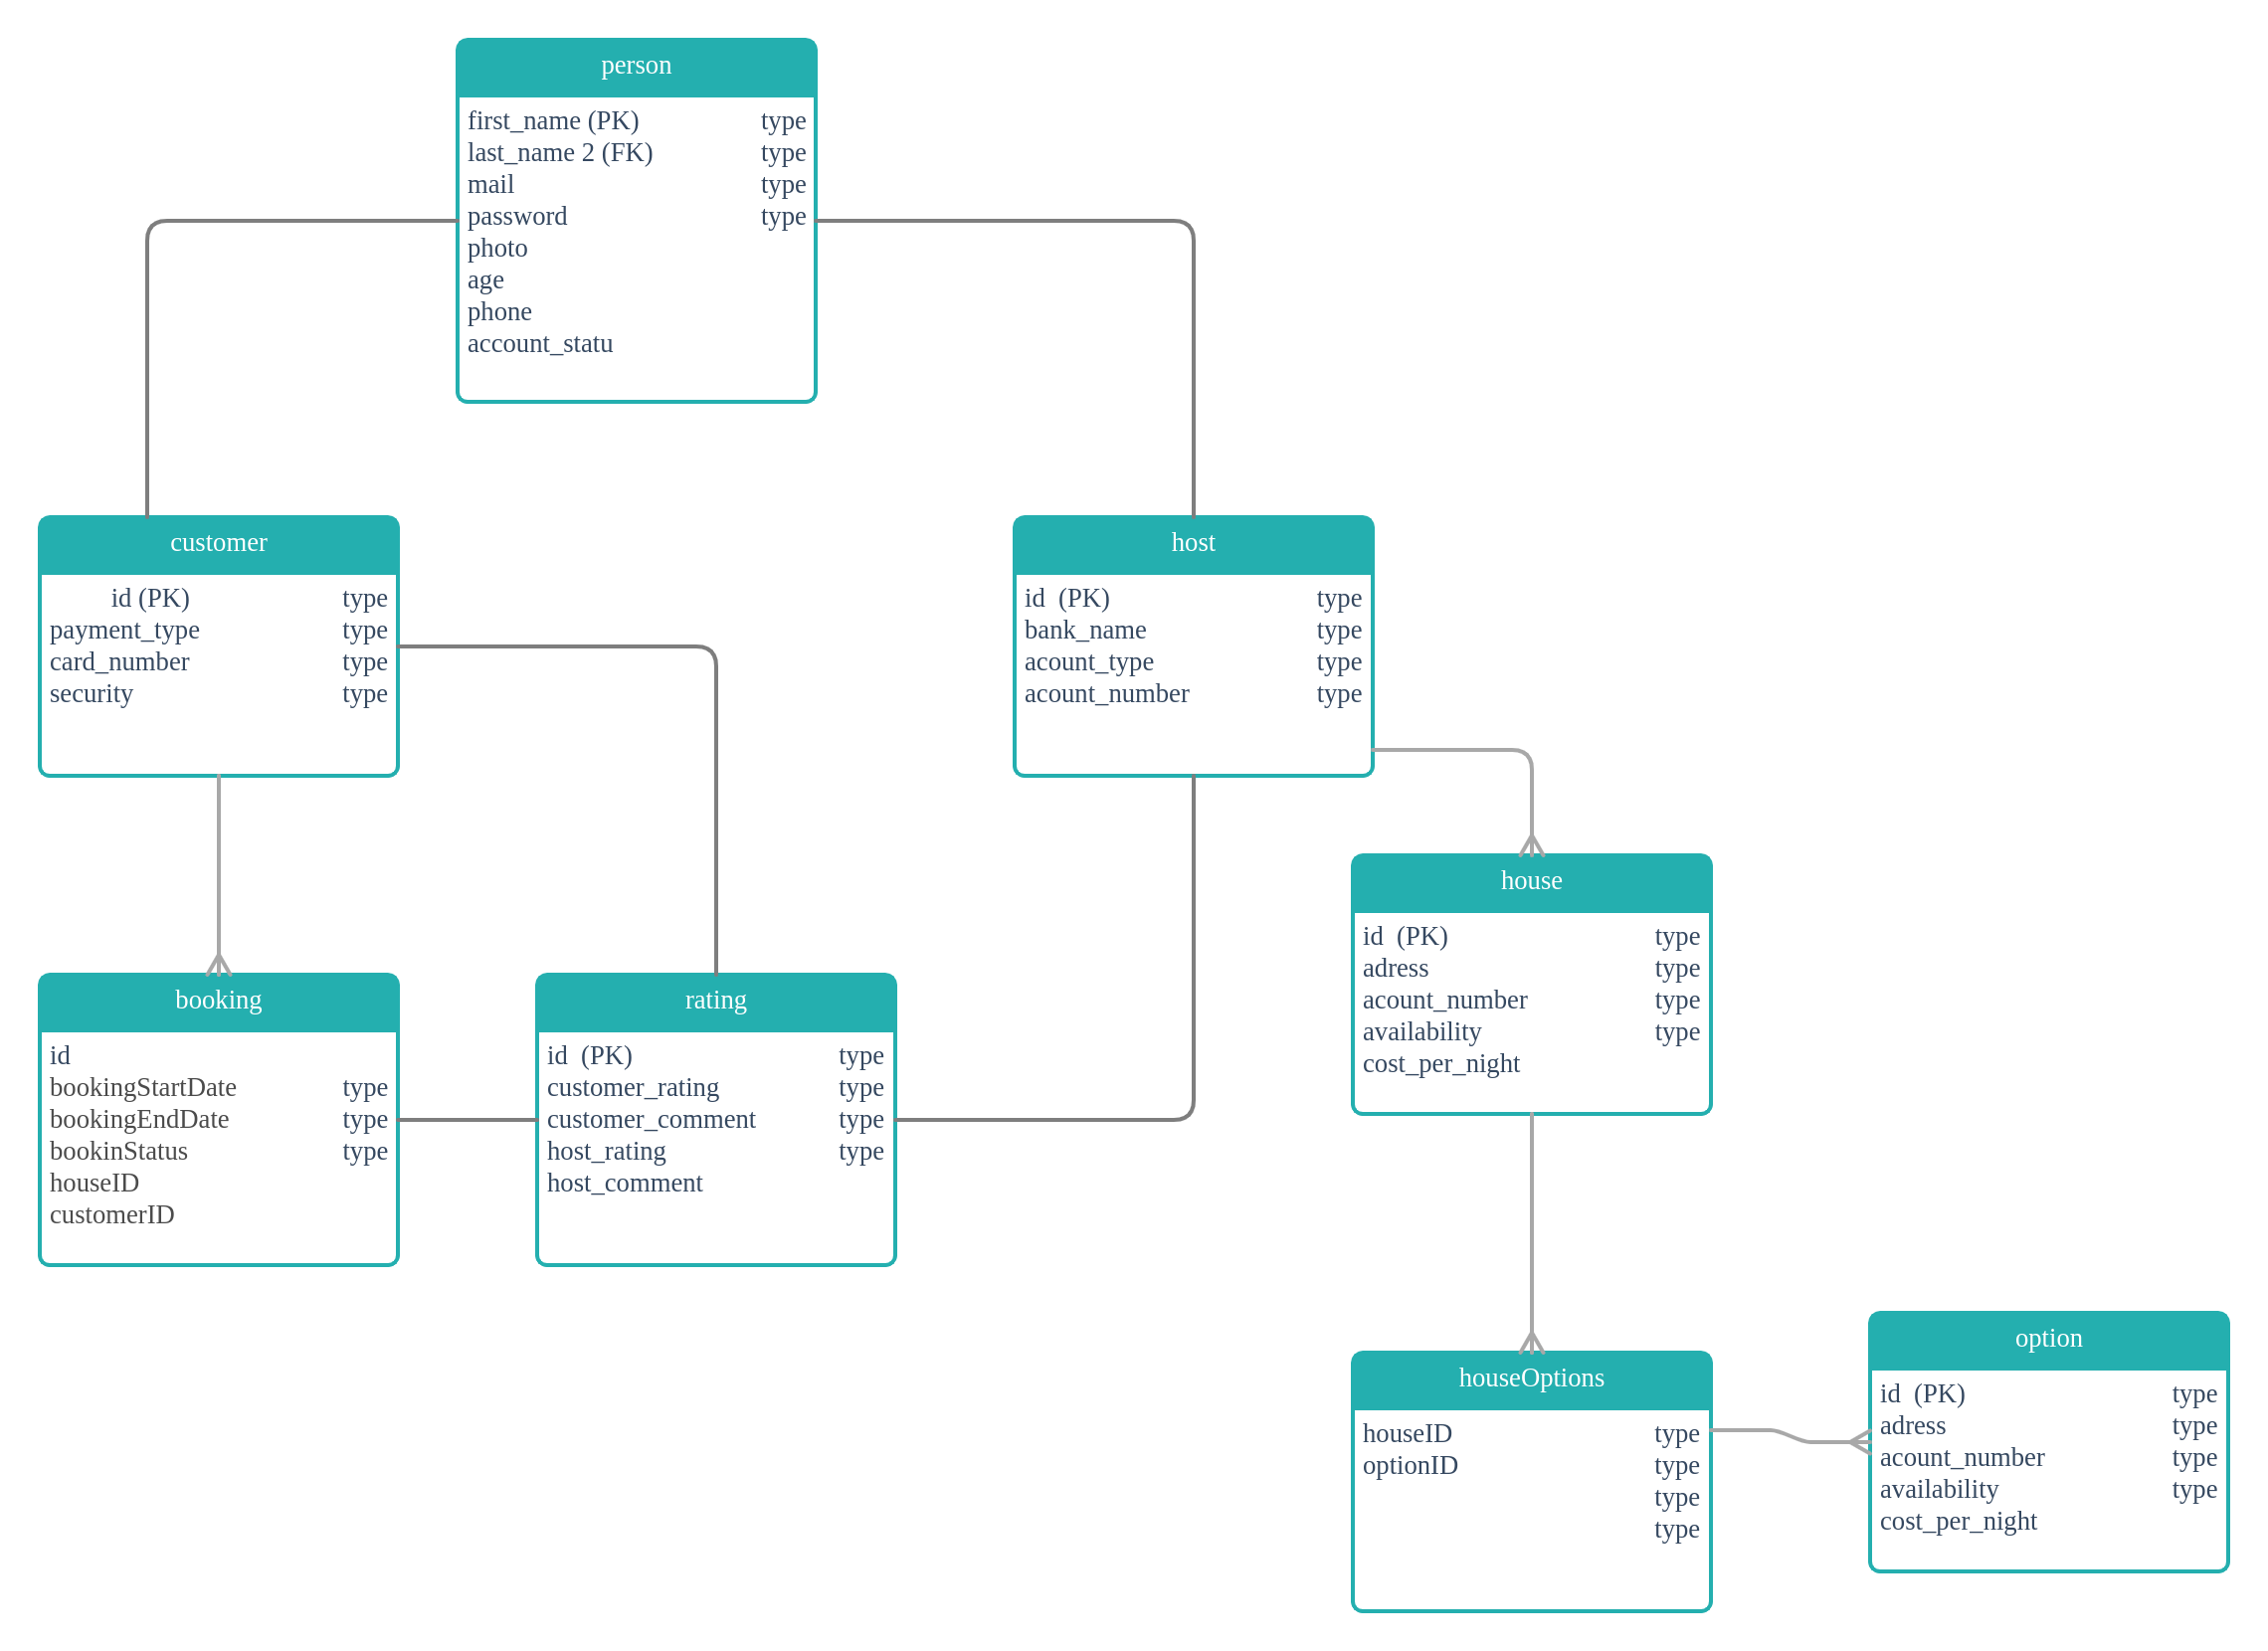 person
first_name (PK) type
last_name 2 (FK) type
mail type
password type
photo
age
phone
account_statu
customer
id (PK) type
payment_type type
card_number type
security type
host
id (PK) type
bank_name type
acount_type type
acount_number type
house
id (PK) type
adress type
acount_number type
availability type
cost_per_night
booking
id
bookingStartDate type
bookingEndDate type
bookinStatus type
houseID
customerID
rating
id (PK) type
customer_rating type
customer_comment type
host_rating type
host_comment
houseOptions
houseID type
optionID type
type
type
option
id (PK) type
adress type
acount_number type
availability type
cost_per_night